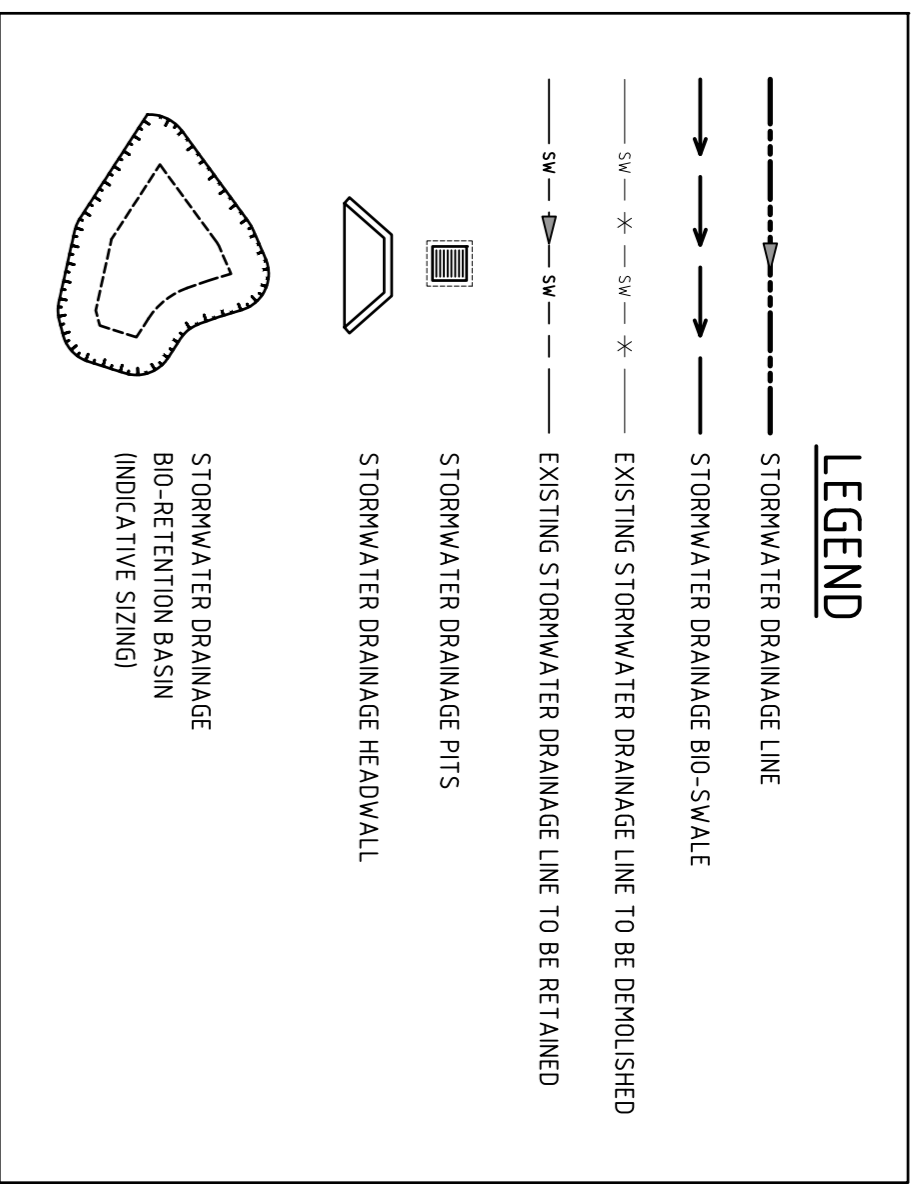 LEGEND
STORMWATER DRAINAGE LINE
STORMWATER DRAINAGE BIO-SWALE
SW SW EXISTING STORMWATER DRAINAGE LINE TO BE DEMOLISHED
SW SW EXISTING STORMWATER DRAINAGE LINE TO BE RETAINED
STORMWATER DRAINAGE PITS
STORMWATER DRAINAGE HEADWALL
STORMWATER DRAINAGE
BIO-RETENTION BASIN
(INDICATIVE SIZING)